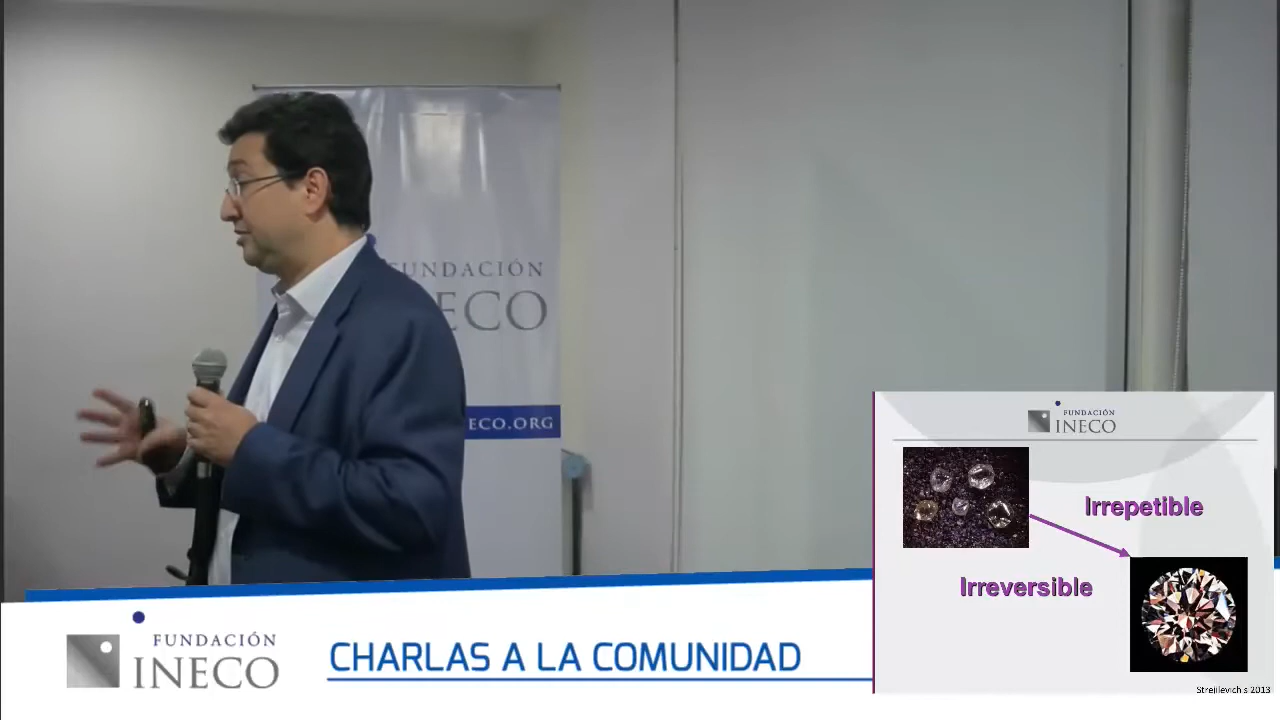 FUNDACIÓN
ECO
ECO.ORG
FUNDACIÓN
INECO
Irrepetible
Irreversible
Strejilevich s 2013
FUNDACIÓN
INECO
CHARLAS A LA COMUNIDAD